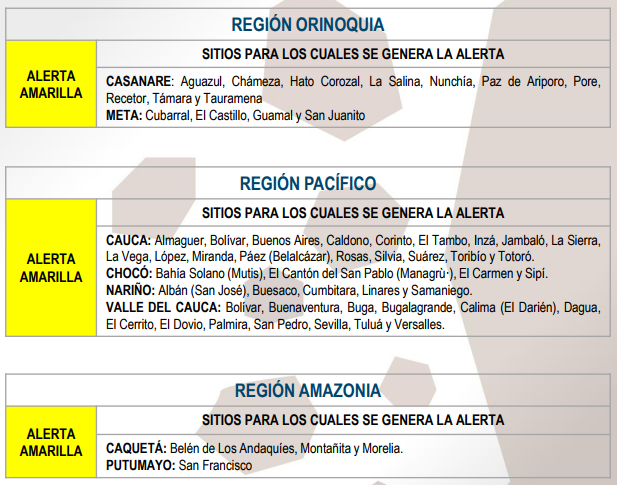 REGIÓN ORINOQUIA
ALERTA AMARILLA
SITIOS PARA LOS CUALES SE GENERA LA ALERTA
CASANARE: Aguazul, Chámeza, Hato Corozal, La Salina, Nunchía, Paz de Ariporo, Pore,
Recetor, Támara y Tauramena
META: Cubarral, El Castillo, Guamal y San Juanito
REGIÓN PACÍFICO
ALERTA AMARILLA
SITIOS PARA LOS CUALES SE GENERA LA ALERTA
CAUCA: Almaguer, Bolívar, Buenos Aires, Caldono, Corinto, El Tambo, Inzá, Jambaló, La Sierra,
La Vega, López, Miranda, Páez (Belalcázar), Rosas, Silvia, Suárez, Toribío y Totoró.
CHOCÓ: Bahía Solano (Mutis), El Cantón del San Pablo (Managrù·), El Carmen y Sipí.
NARIÑO: Albán (San José), Buesaco, Cumbitara, Linares y Samaniego.
VALLE DEL CAUCA: Bolívar, Buenaventura, Buga, Bugalagrande, Calima (El Darién), Dagua,
El Cerrito, El Dovio, Palmira, San Pedro, Sevilla, Tuluá y Versalles.
REGIÓN AMAZONIA
ALERTA AMARILLA
SITIOS PARA LOS CUALES SE GENERA LA ALERTA
CAQUETÁ: Belén de Los Andaquíes, Montañita y Morelia.
PUTUMAYO: San Francisco